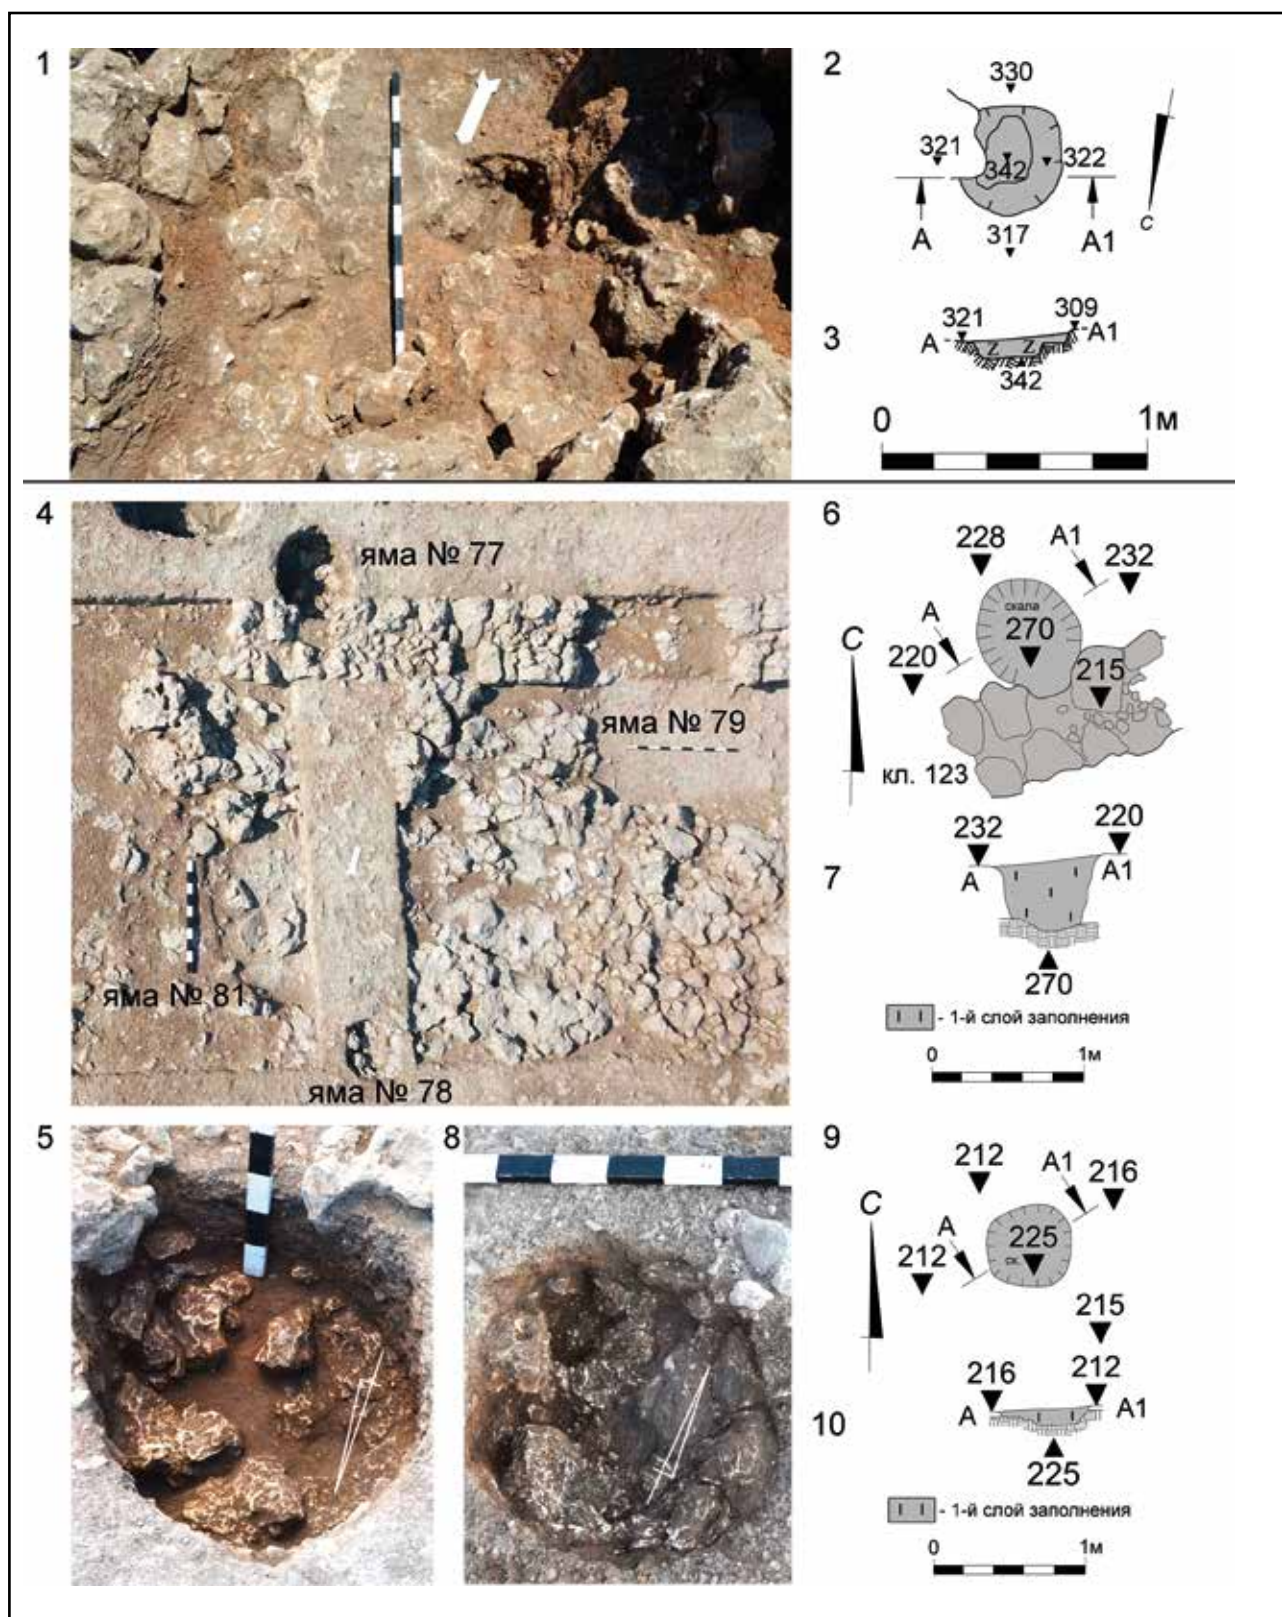 1
2
330
321
342
322
A
317
A1
С
3
321
309
A
A1
342
0 1м
4
яма № 77
яма № 79
яма № 81
яма № 78
6
228
A1
232
скала
270
A
220
С
215
кл. 123
7
232
220
A
A1
270
- 1-й слой заполнения
0 1м
5
8
9
212
A1
216
С
A
225
ск.
212
215
10
216
212
A
A1
225
- 1-й слой заполнения
0 1м